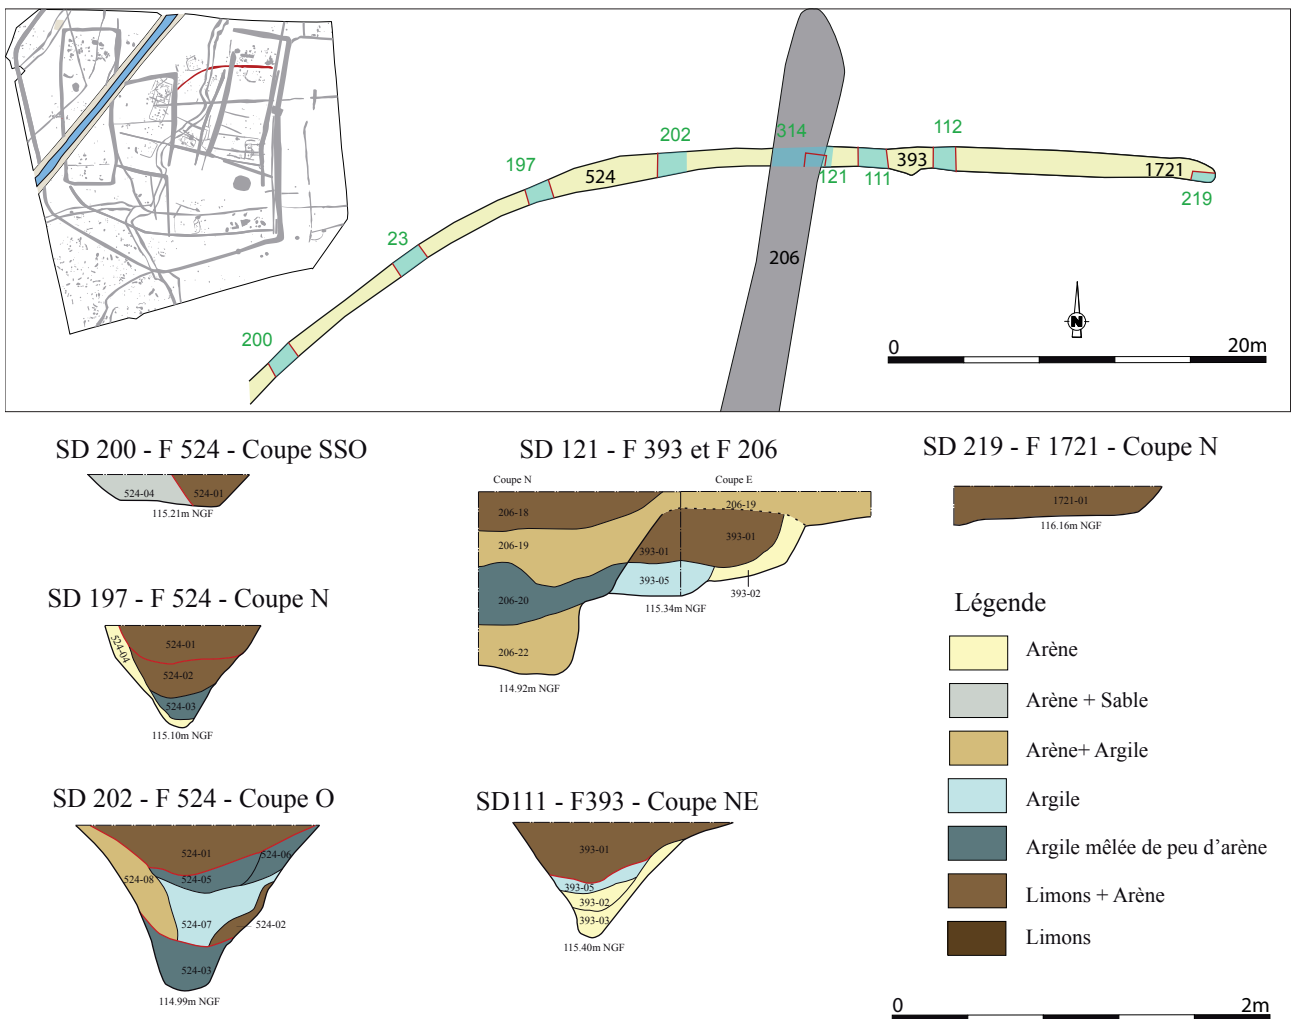 314
112
202
197
524
393
1721
121
111
219
23
206
200
N
0 20m
SD 200 - F 524 - Coupe SSO
524-04
524-01
115.21m NGF
SD 121 - F 393 et F 206
Coupe N
Coupe E
206-18
206-19
206-19
393-01
393-01
206-20
393-05
393-02
115.34m NGF
206-22
114.92m NGF
SD 219 - F 1721 - Coupe N
1721-01
116.16m NGF
SD 197 - F 524 - Coupe N
524-04
524-01
524-02
524-03
115.10m NGF
SD 202 - F 524 - Coupe O
524-01
524-06
524-08
524-05
524-07
524-02
524-03
114.99m NGF
SD111 - F393 - Coupe NE
393-01
393-05
393-02
393-03
115.40m NGF
Légende
Arène
Arène + Sable
Arène+ Argile
Argile
Argile mêlée de peu d’arène
Limons + Arène
Limons
0 2m